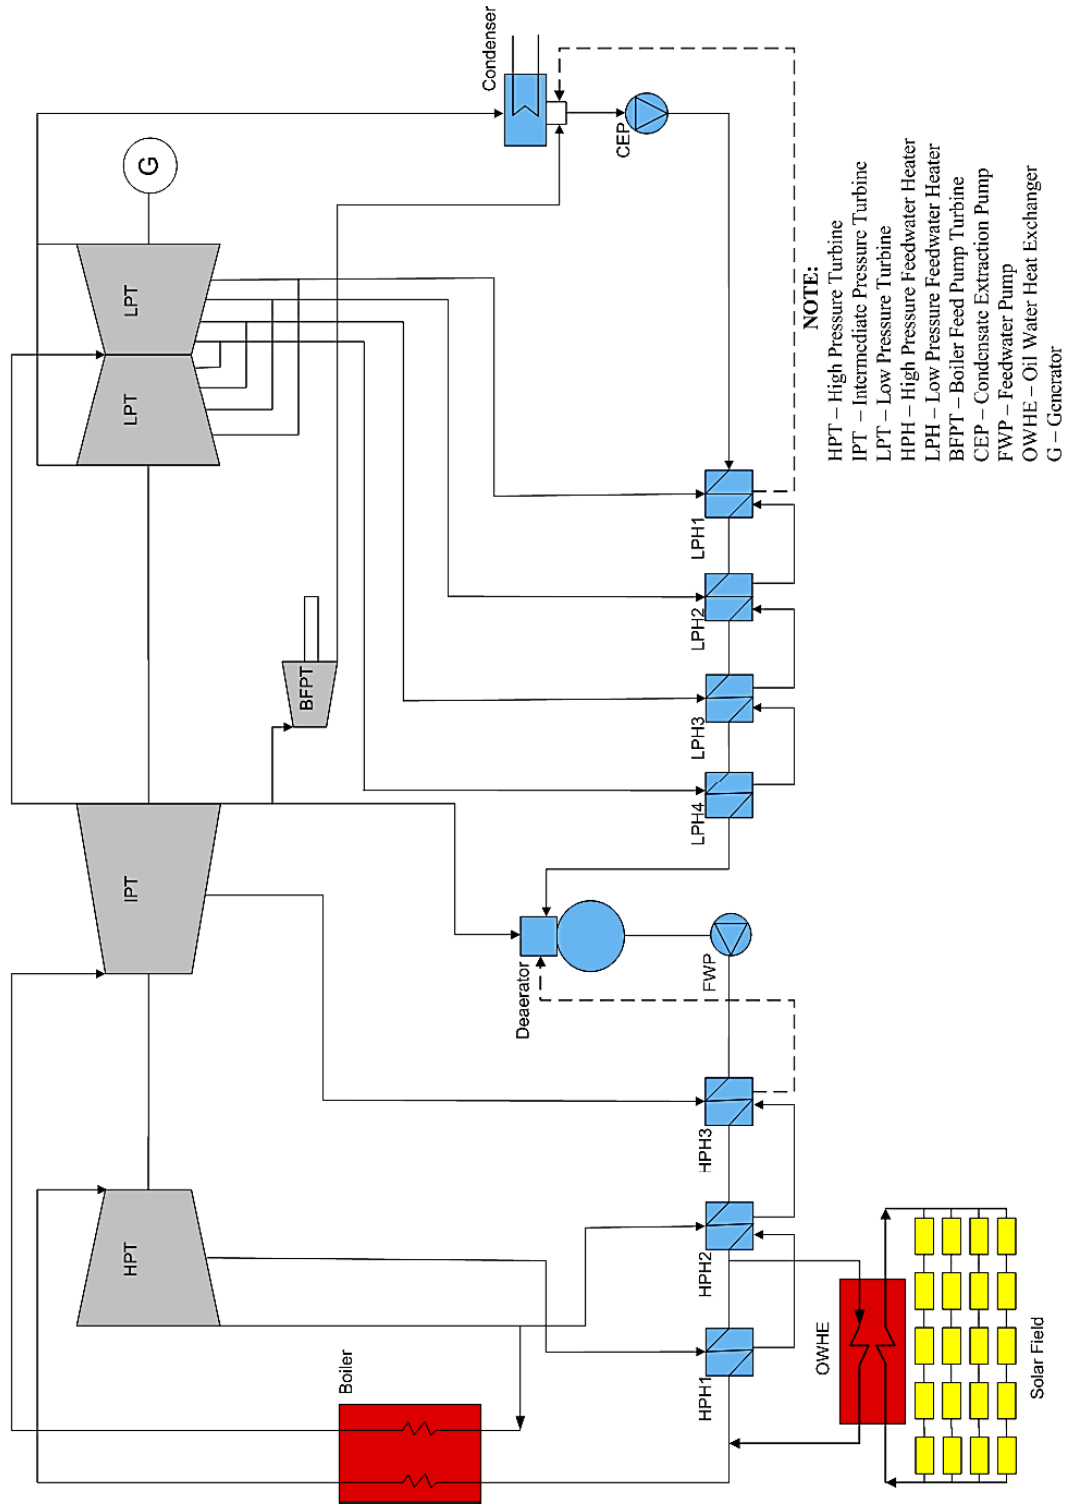 Condenser
G
CEP
LPT
LPT
BFPT
LPH1
LPH2
LPH3
LPH4
IPT
Deaerator
FWP
HPT
HPH3
HPH2
HPH1
Boiler
OWHE
Solar Field
NOTE:
HPT – High Pressure Turbine
IPT – Intermediate Pressure Turbine
LPT – Low Pressure Turbine
HPH – High Pressure Feedwater Heater
LPH – Low Pressure Feedwater Heater
BFPT – Boiler Feed Pump Turbine
CEP – Condensate Extraction Pump
FWP – Feedwater Pump
OWHE – Oil Water Heat Exchanger
G – Generator